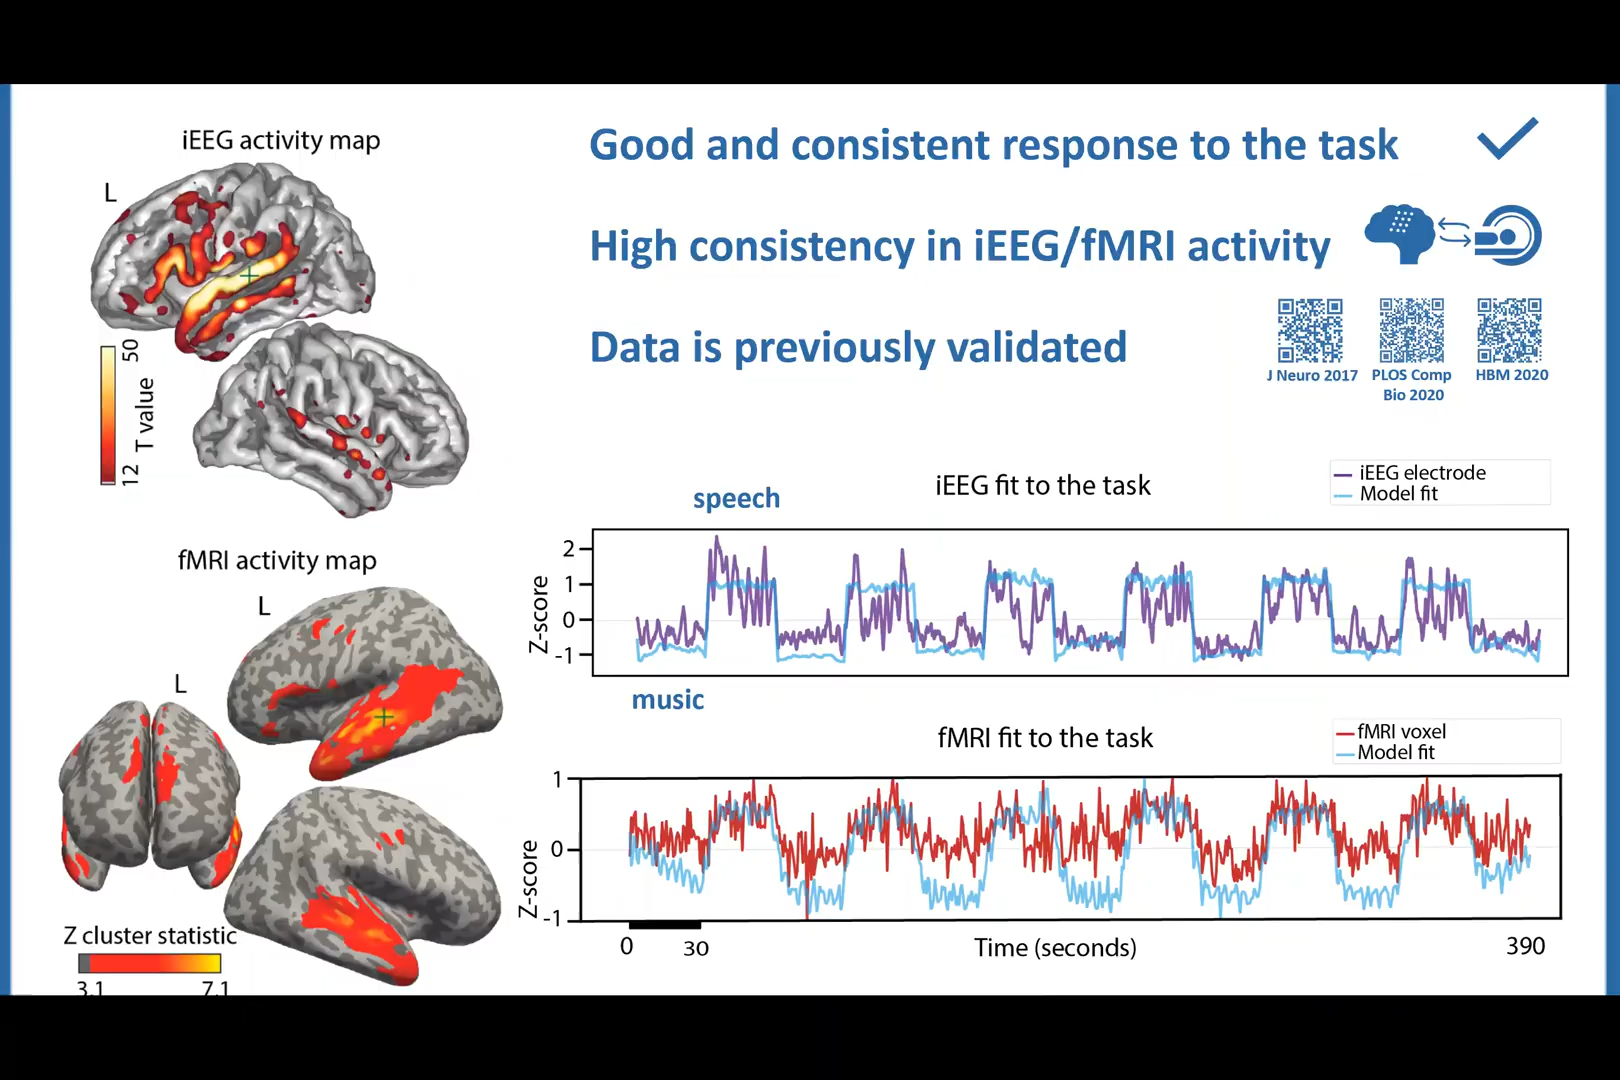 iEEG activity map
L
50
T value
12
fMRI activity map
L
L
Z cluster statistic
3.1
7.1
Good and consistent response to the task
High consistency in iEEG/fMRI activity
Data is previously validated
J Neuro 2017
PLOS Comp
Bio 2020
HBM 2020
speech
iEEG fit to the task
iEEG electrode
Model fit
Z-score
2
1
0
-1
music
fMRI fit to the task
fMRI voxel
Model fit
Z-score
1
0
-1
0
30
Time (seconds)
390